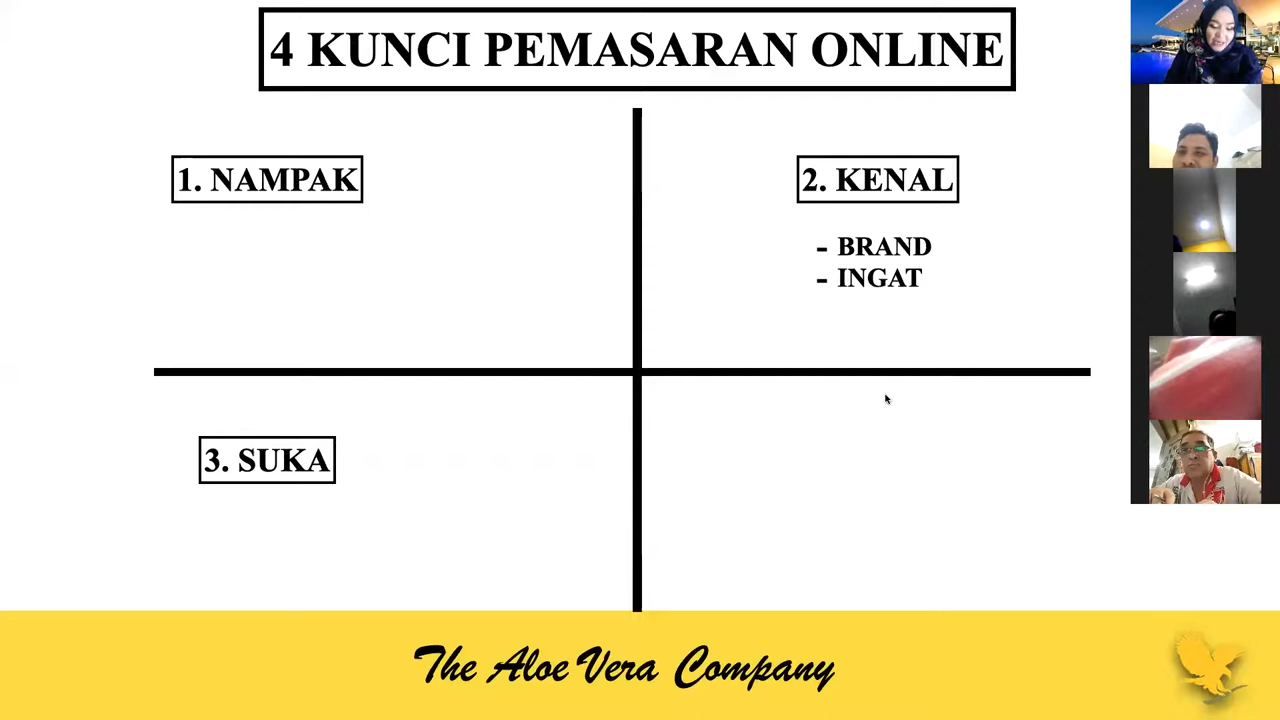 4 KUNCI PEMASARAN ONLINE
1. NAMPAK
2. KENAL
- BRAND
- INGAT
3. SUKA
The Aloe Vera Company